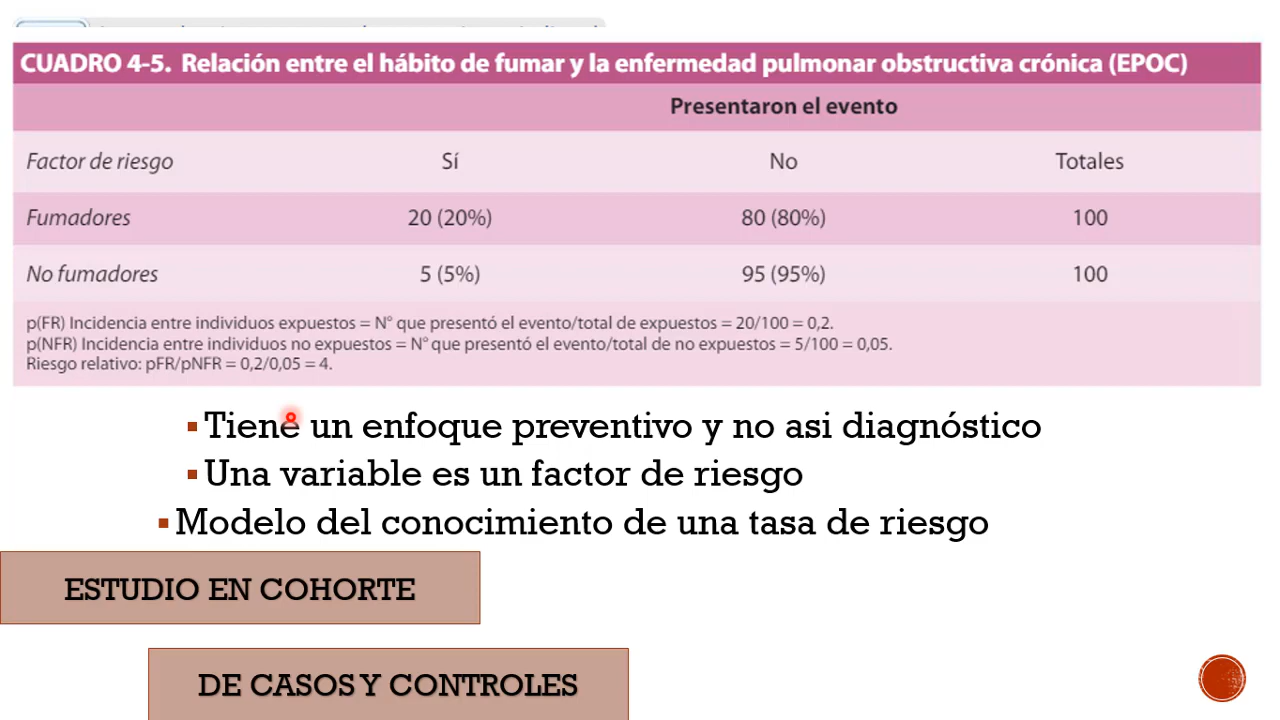 CUADRO 4-5. Relación entre el hábito de fumar y la enfermedad pulmonar obstructiva crónica (EPOC)
Presentaron el evento
Factor de riesgo Sí No Totales
Fumadores 20 (20%) 80 (80%) 100
No fumadores 5 (5%) 95 (95%) 100
p(FR) Incidencia entre individuos expuestos = N° que presentó el evento/total de expuestos = 20/100 = 0,2.
p(NFR) Incidencia entre individuos no expuestos = N° que presentó el evento/total de no expuestos = 5/100 = 0,05.
Riesgo relativo: pFR/pNFR = 0,2/0,05 = 4.
Tiene un enfoque preventivo y no asi diagnóstico
Una variable es un factor de riesgo
Modelo del conocimiento de una tasa de riesgo
ESTUDIO EN COHORTE
DE CASOS Y CONTROLES